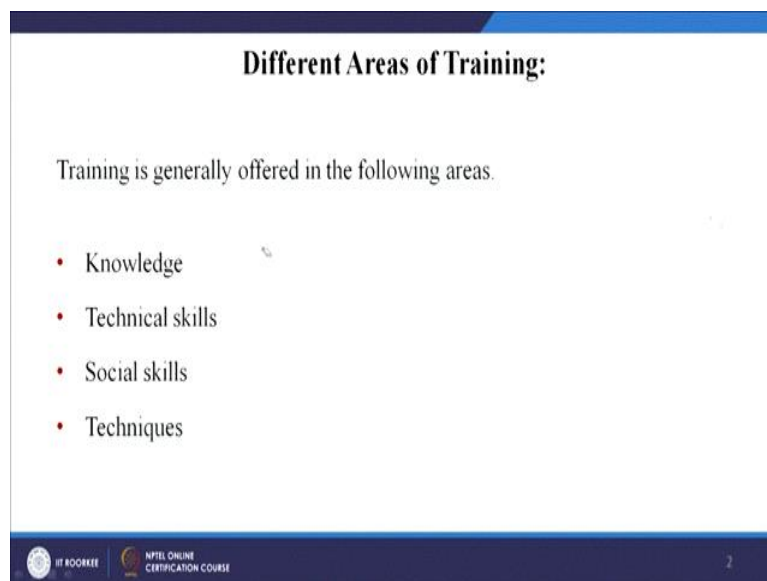 Different Areas of Training:
Training is generally offered in the following areas.
• Knowledge
• Technical skills
• Social skills
• Techniques
IIT ROORKEE
NPTEL ONLINE
CERTIFICATION COURSE
2